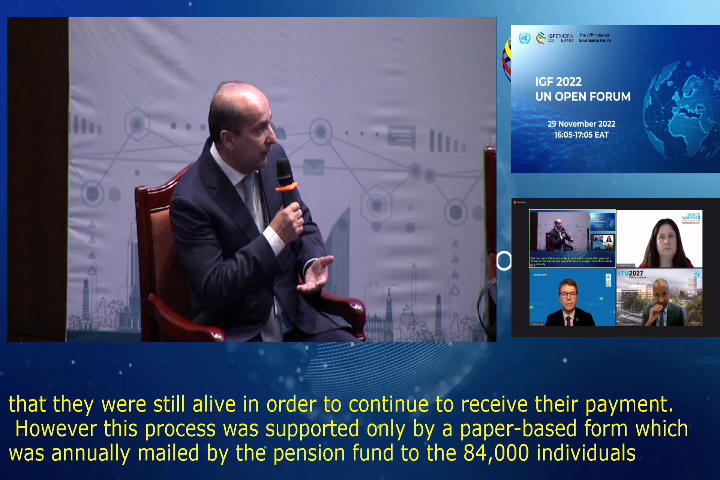 IGF 2022
UN OPEN FORUM
29 November 2022
16:05-17:05 EAT
2027
that they were still alive in order to continue to receive their payment.
However this process was supported only by a paper-based form which
was annually mailed by the pension fund to the 84,000 individuals